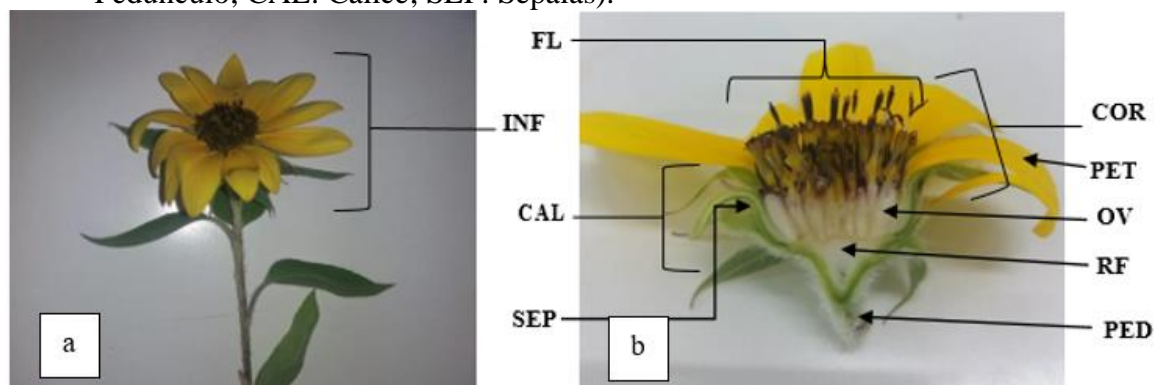 Pedúnculo; CAL: Cálice; SEP: Sépalas).
FL
INF
COR
PET
CAL
OV
RF
SEP
PED
a
b